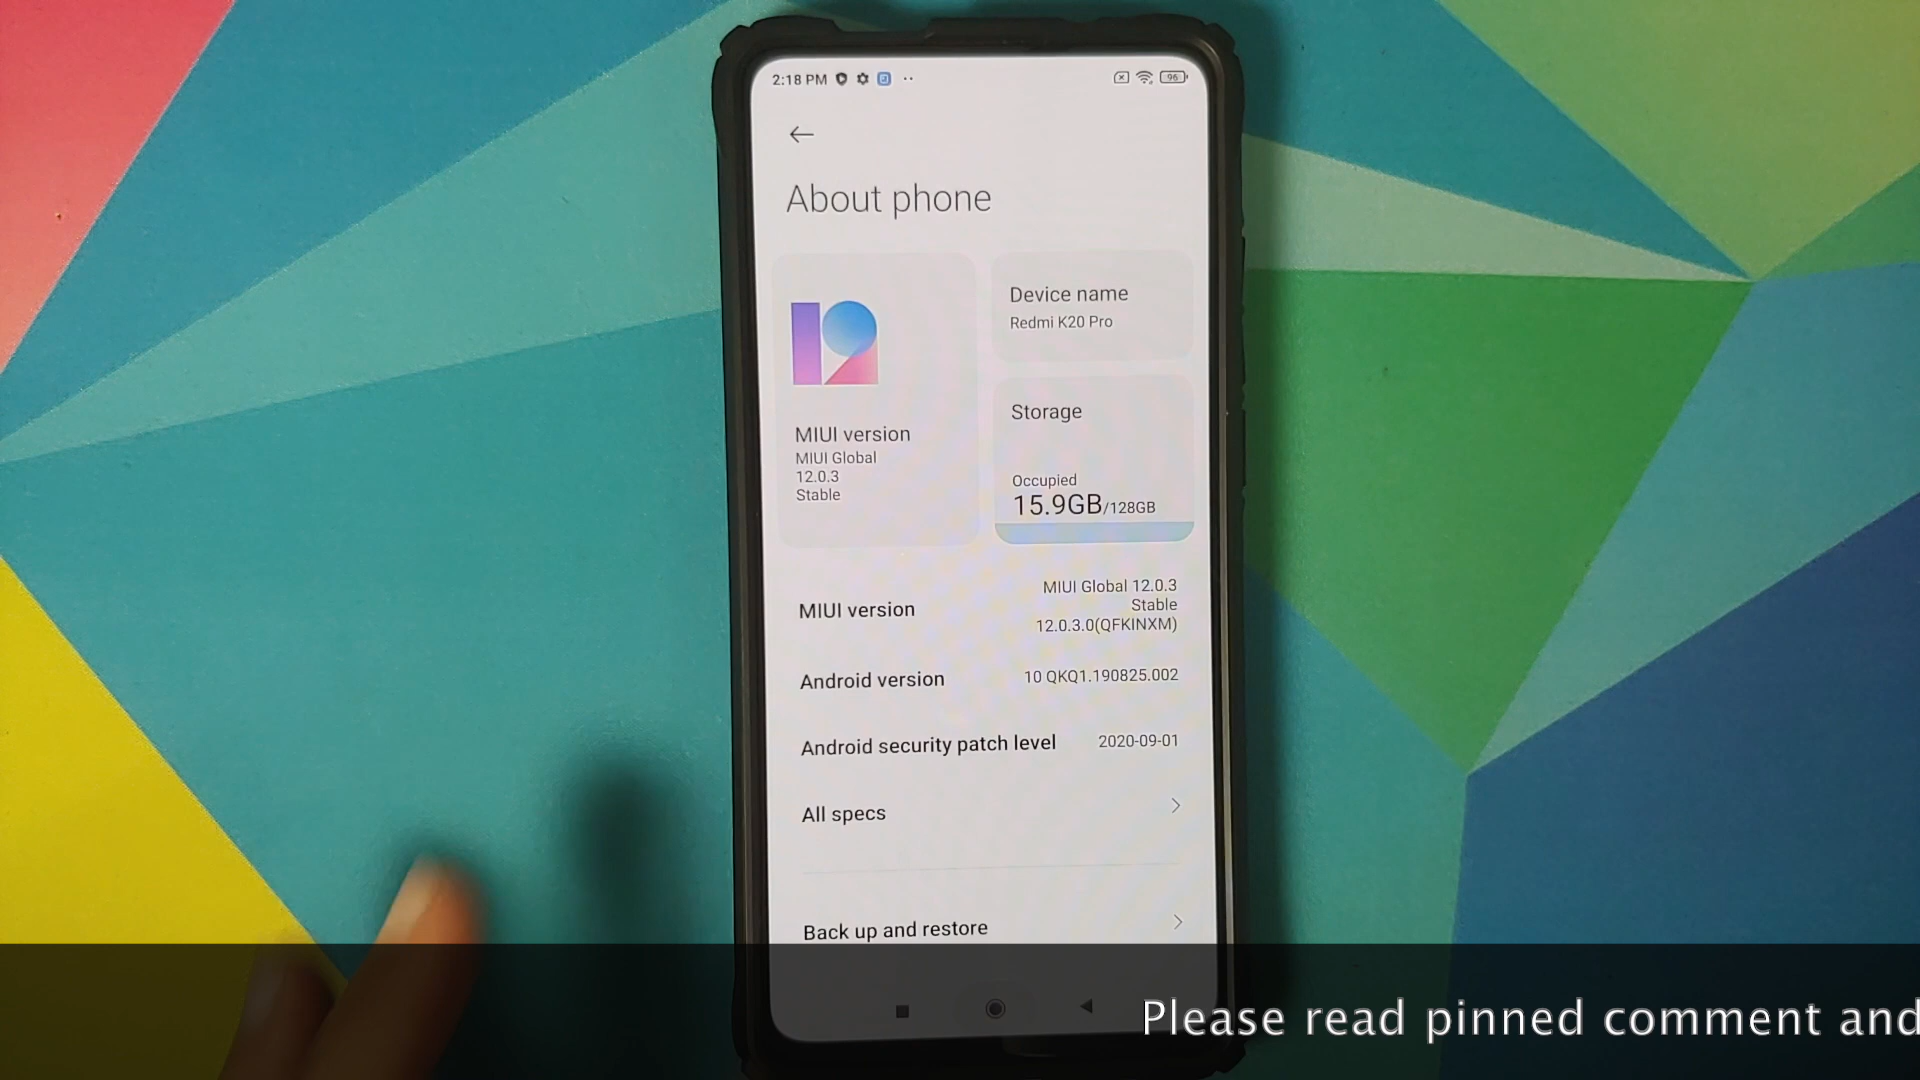 2:18 PM
96
About phone
MIUI version
MIUI Global
12.0.3
Stable
Device name
Redmi K20 Pro
Storage
Occupied
15.9GB/128GB
MIUI version
MIUI Global 12.0.3
Stable
12.0.3.0(QFKINXM)
Android version
10 QKQ1.190825.002
Android security patch level
2020-09-01
All specs
Back up and restore
Please read pinned comment and